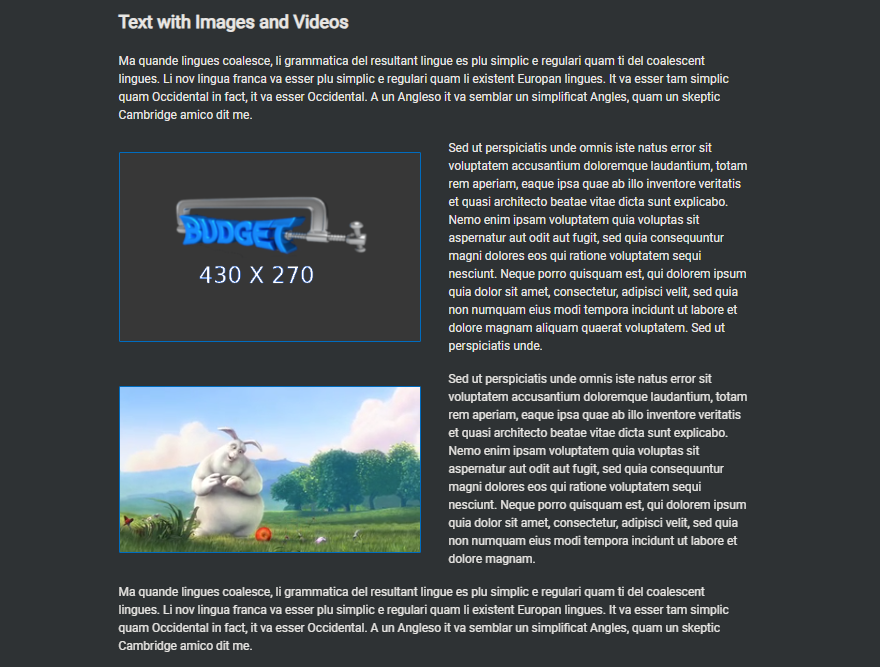 Text with Images and Videos
Ma quande lingues coalesce, li grammatica del resultant lingue es plu simplic e regulari quam ti del coalescent
lingues. Li nov lingua franca va esser plu simplic e regulari quam li existent Europan lingues. It va esser tam simplic
quam Occidental in fact, it va esser Occidental. A un Angleso it va semblar un simplificat Angles, quam un skeptic
Cambridge amico dit me.
BUDGET
430 X 270
Sed ut perspiciatis unde omnis iste natus error sit
voluptatem accusantium doloremque laudantium, totam
rem aperiam, eaque ipsa quae ab illo inventore veritatis
et quasi architecto beatae vitae dicta sunt explicabo.
Nemo enim ipsam voluptatem quia voluptas sit
aspernatur aut odit aut fugit, sed quia consequuntur
magni dolores eos qui ratione voluptatem sequi
nesciunt. Neque porro quisquam est, qui dolorem ipsum
quia dolor sit amet, consectetur, adipisci velit, sed quia
non numquam eius modi tempora incidunt ut labore et
dolore magnam aliquam quaerat voluptatem. Sed ut
perspiciatis unde.
Sed ut perspiciatis unde omnis iste natus error sit
voluptatem accusantium doloremque laudantium, totam
rem aperiam, eaque ipsa quae ab illo inventore veritatis
et quasi architecto beatae vitae dicta sunt explicabo.
Nemo enim ipsam voluptatem quia voluptas sit
aspernatur aut odit aut fugit, sed quia consequuntur
magni dolores eos qui ratione voluptatem sequi
nesciunt. Neque porro quisquam est, qui dolorem ipsum
quia dolor sit amet, consectetur, adipisci velit, sed quia
non numquam eius modi tempora incidunt ut labore et
dolore magnam.
Ma quande lingues coalesce, li grammatica del resultant lingue es plu simplic e regulari quam ti del coalescent
lingues. Li nov lingua franca va esser plu simplic e regulari quam li existent Europan lingues. It va esser tam simplic
quam Occidental in fact, it va esser Occidental. A un Angleso it va semblar un simplificat Angles, quam un skeptic
Cambridge amico dit me.